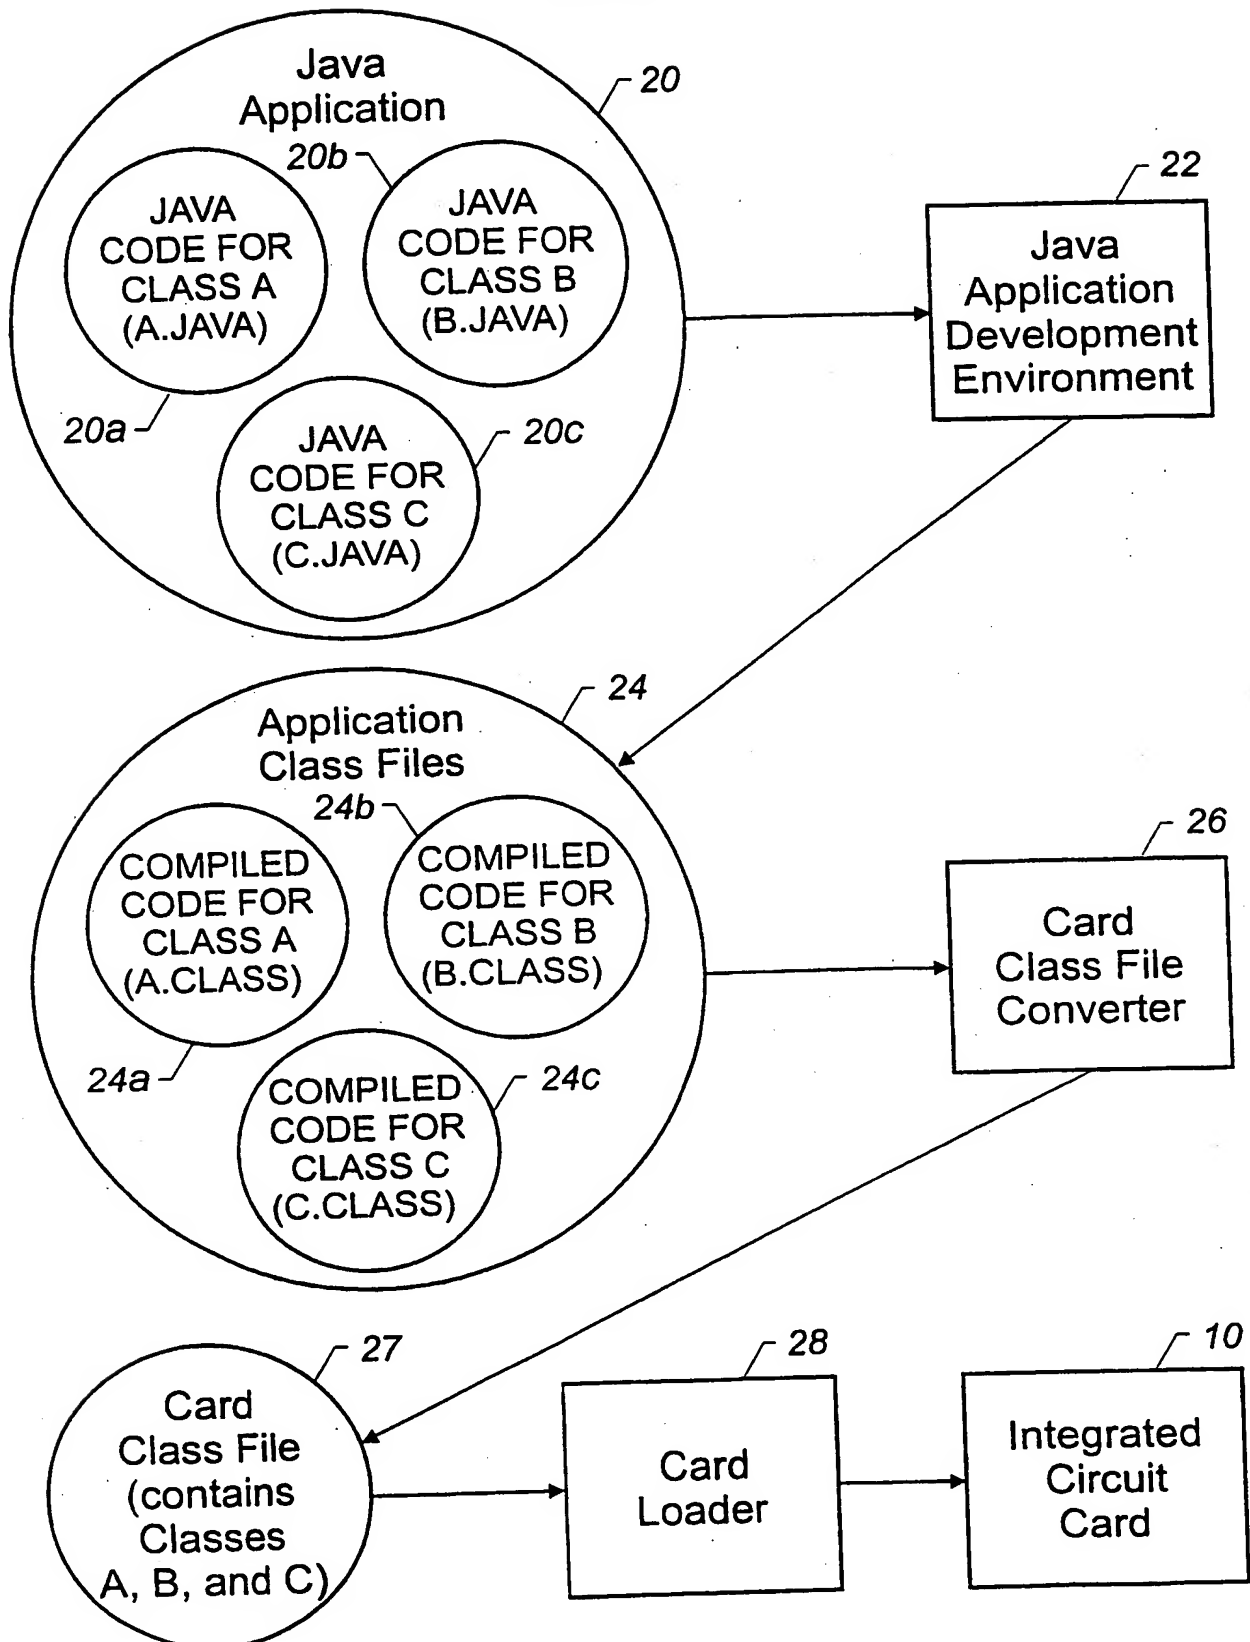 Java
Application
20
20b
JAVA
CODE FOR
CLASS A
(A.JAVA)
JAVA
CODE FOR
CLASS B
(B.JAVA)
20a
JAVA
CODE FOR
CLASS C
(C.JAVA)
20c
22
Java
Application
Development
Environment
24
Application
Class Files
24b
COMPILED
CODE FOR
CLASS A
(A.CLASS)
COMPILED
CODE FOR
CLASS B
(B.CLASS)
24a
COMPILED
CODE FOR
CLASS C
(C.CLASS)
24c
26
Card
Class File
Converter
27
Card
Class File
(contains
Classes
A, B, and C)
28
Card
Loader
10
Integrated
Circuit
Card